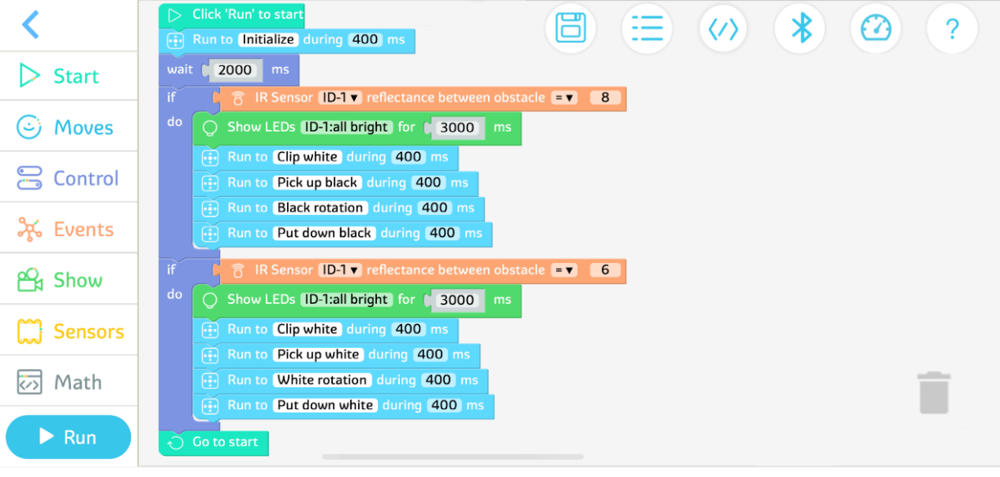 Click 'Run' to start
Run to Initialize during 400 ms
wait 2000 ms
if IR Sensor ID-1 ▾ reflectance between obstacle = ▾ 8
do Show LEDs ID-1:all bright for 3000 ms
Run to Clip white during 400 ms
Run to Pick up black during 400 ms
Run to Black rotation during 400 ms
Run to Put down black during 400 ms
if IR Sensor ID-1 ▾ reflectance between obstacle = ▾ 6
do Show LEDs ID-1:all bright for 3000 ms
Run to Clip white during 400 ms
Run to Pick up white during 400 ms
Run to White rotation during 400 ms
Run to Put down white during 400 ms
Go to start
Start
Moves
Control
Events
Show
Sensors
Math
Run
?